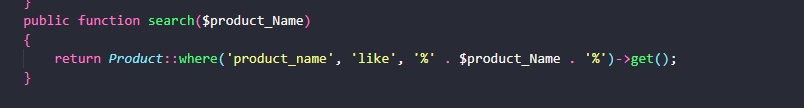 }
public function search($product_Name)
{
return Product::where('product_name', 'like', '%' . $product_Name . '%')->get();
}